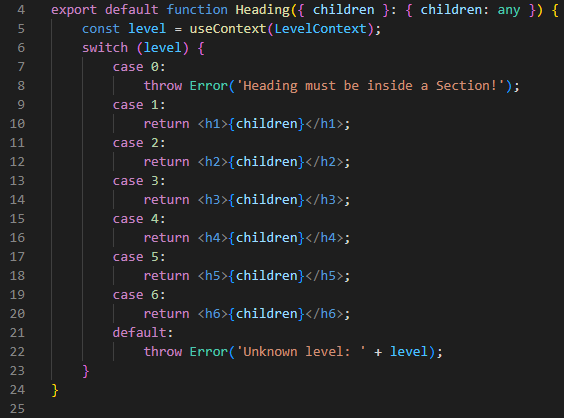 4 export default function Heading({ children }: { children: any }) {
5     const level = useContext(LevelContext);
6     switch (level) {
7         case 0:
8             throw Error('Heading must be inside a Section!');
9         case 1:
10             return <h1>{children}</h1>;
11         case 2:
12             return <h2>{children}</h2>;
13         case 3:
14             return <h3>{children}</h3>;
15         case 4:
16             return <h4>{children}</h4>;
17         case 5:
18             return <h5>{children}</h5>;
19         case 6:
20             return <h6>{children}</h6>;
21         default:
22             throw Error('Unknown level: ' + level);
23     }
24 }
25